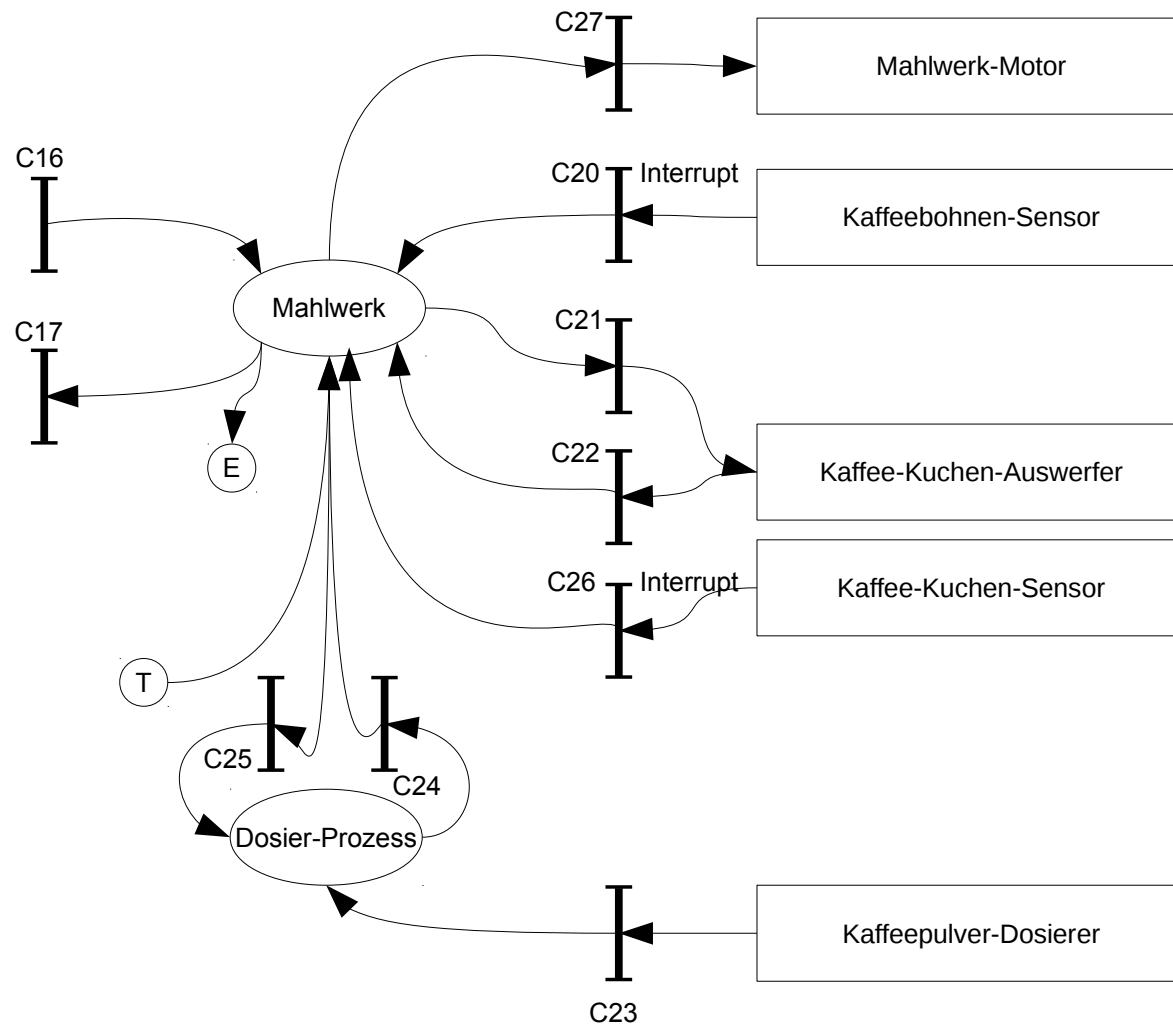 C27
Mahlwerk-Motor
C16
C20
Interrupt
Kaffeebohnen-Sensor
Mahlwerk
C17
C21
E
C22
Kaffee-Kuchen-Auswerfer
C26
Interrupt
Kaffee-Kuchen-Sensor
T
C25
C24
Dosier-Prozess
Kaffeepulver-Dosierer
C23